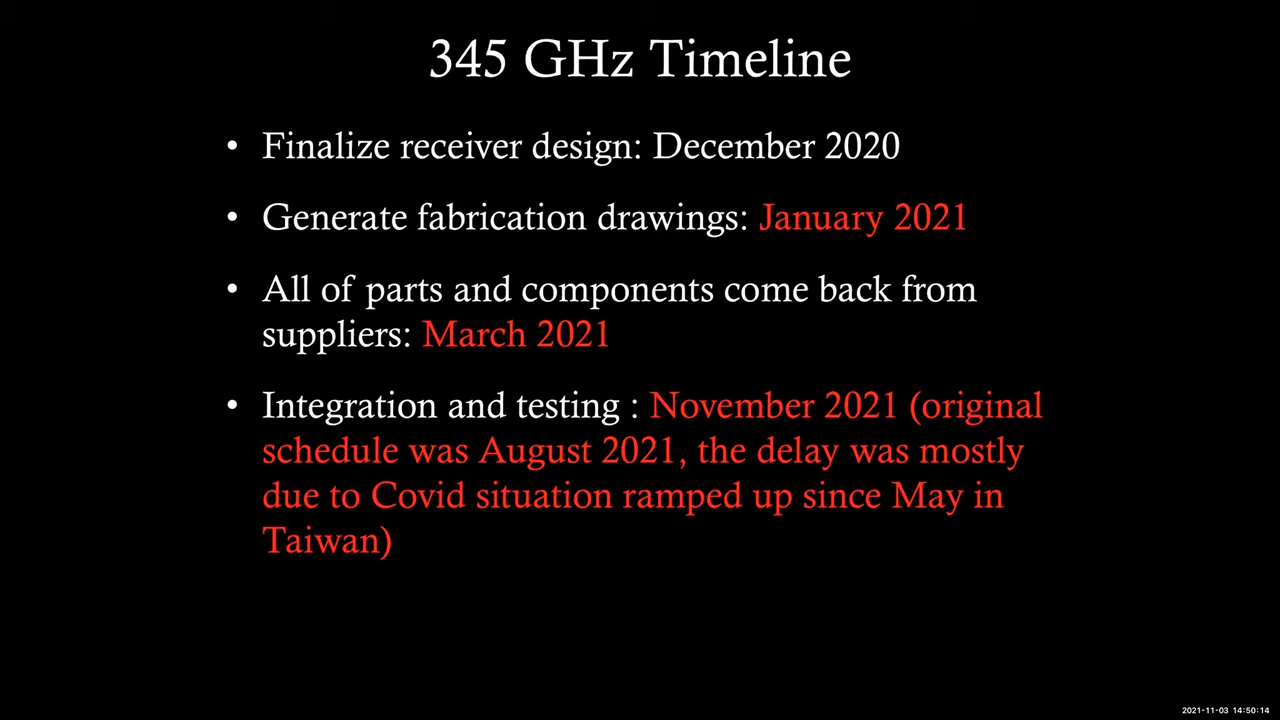 345 GHz Timeline
• Finalize receiver design: December 2020
• Generate fabrication drawings: January 2021
• All of parts and components come back from
suppliers: March 2021
• Integration and testing : November 2021 (original
schedule was August 2021, the delay was mostly
due to Covid situation ramped up since May in
Taiwan)
2021-11-03 14:50:14